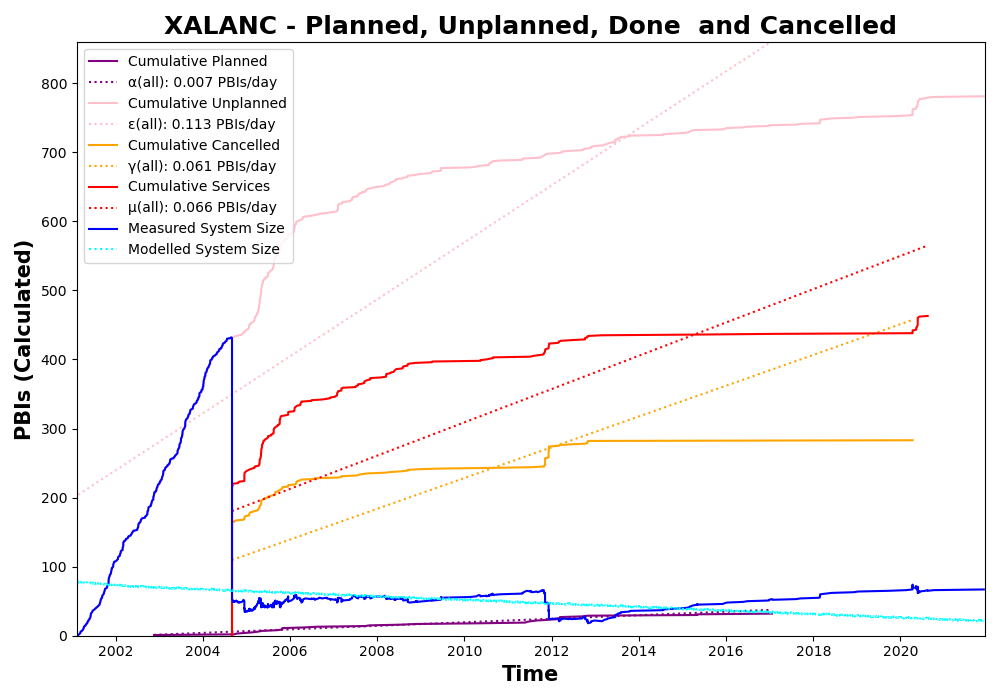 XALANC - Planned, Unplanned, Done  and Cancelled
PBIs (Calculated)
800
700
600
500
400
300
200
100
0
Cumulative Planned
α(all): 0.007 PBIs/day
Cumulative Unplanned
ε(all): 0.113 PBIs/day
Cumulative Cancelled
γ(all): 0.061 PBIs/day
Cumulative Services
μ(all): 0.066 PBIs/day
Measured System Size
Modelled System Size
2002 2004 2006 2008 2010 2012 2014 2016 2018 2020
Time